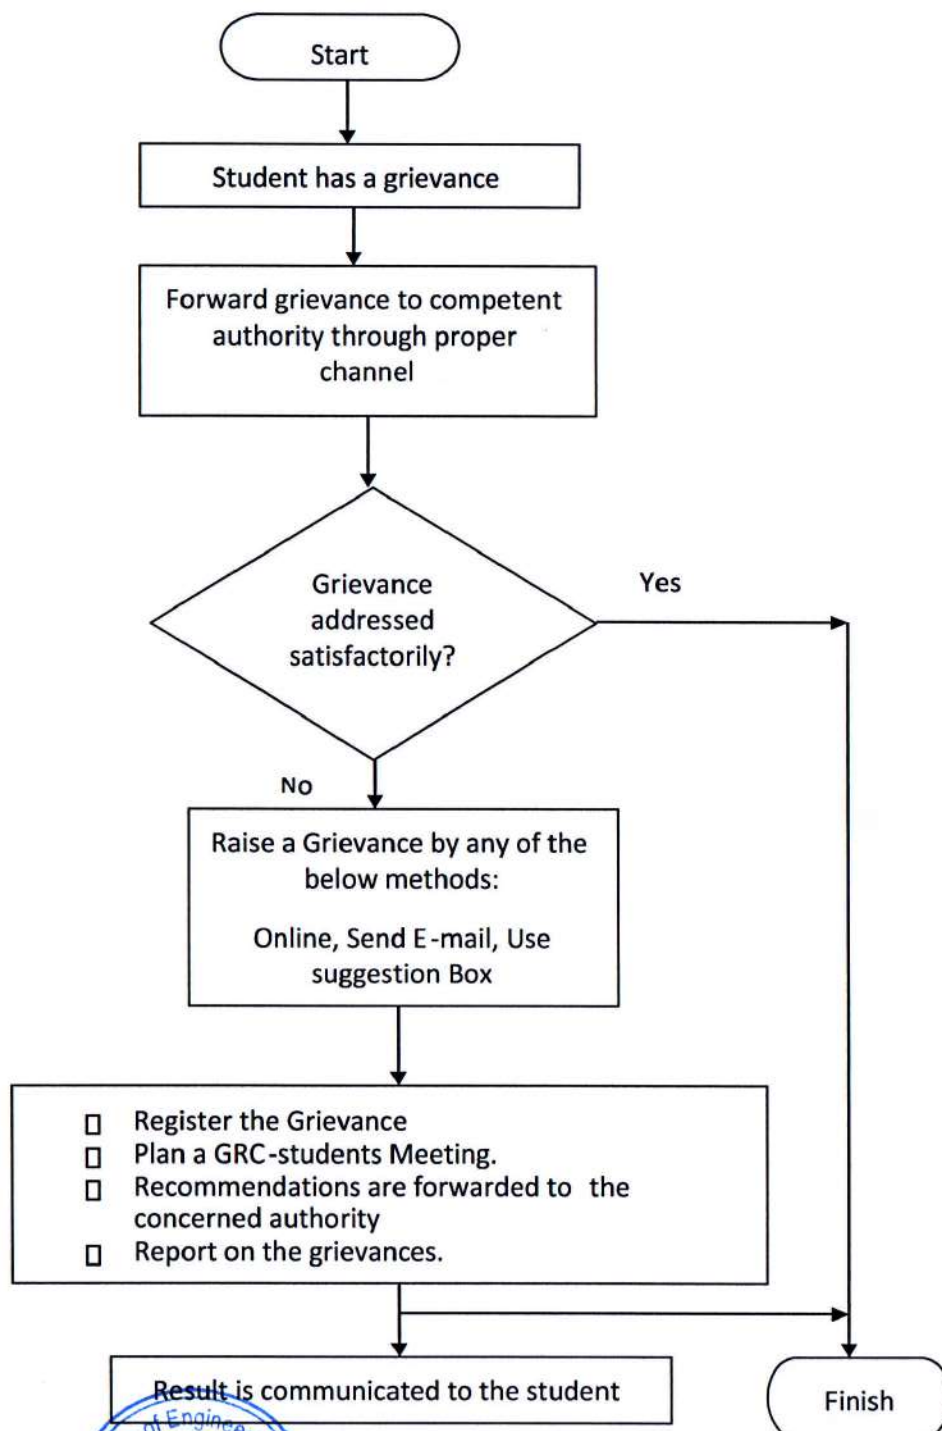 Start
Student has a grievance
Forward grievance to competent
authority through proper
channel
Grievance
addressed
satisfactorily?
Yes
No
Raise a Grievance by any of the
below methods:
Online, Send E-mail, Use
suggestion Box
Register the Grievance
Plan a GRC-students Meeting.
Recommendations are forwarded to the
concerned authority
Report on the grievances.
Result is communicated to the student
Finish
of Engine